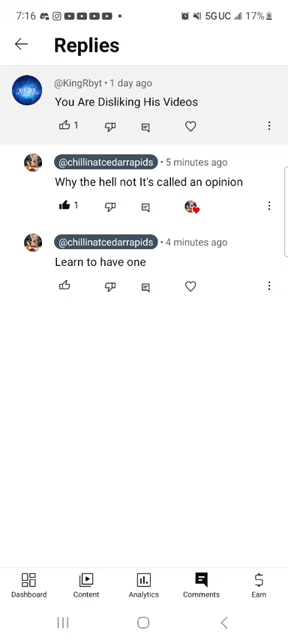 7:16 5GUC 17%
Replies
@KingRbyt • 1 day ago
You Are Disliking His Videos
1
@chillinatcedarrapids • 5 minutes ago
Why the hell not It's called an opinion
1
@chillinatcedarrapids • 4 minutes ago
Learn to have one
Dashboard Content Analytics Comments Earn